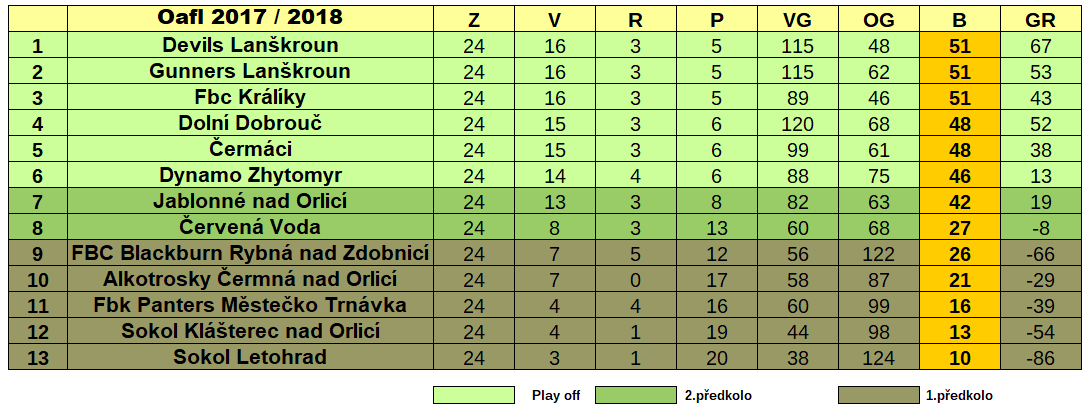 Oafl 2017 / 2018 Z V R P VG OG B GR
1 Devils Lanškroun 24 16 3 5 115 48 51 67
2 Gunners Lanškroun 24 16 3 5 115 62 51 53
3 Fbc Králíky 24 16 3 5 89 46 51 43
4 Dolní Dobrouč 24 15 3 6 120 68 48 52
5 Čermáci 24 15 3 6 99 61 48 38
6 Dynamo Zhytomyr 24 14 4 6 88 75 46 13
7 Jablonné nad Orlicí 24 13 3 8 82 63 42 19
8 Červená Voda 24 8 3 13 60 68 27 -8
9 FBC Blackburn Rybná nad Zdobnicí 24 7 5 12 56 122 26 -66
10 Alkotrosky Čermná nad Orlicí 24 7 0 17 58 87 21 -29
11 Fbk Panters Městečko Trnávka 24 4 4 16 60 99 16 -39
12 Sokol Klášterec nad Orlicí 24 4 1 19 44 98 13 -54
13 Sokol Letohrad 24 3 1 20 38 124 10 -86
Play off 2.předkolo 1.předkolo